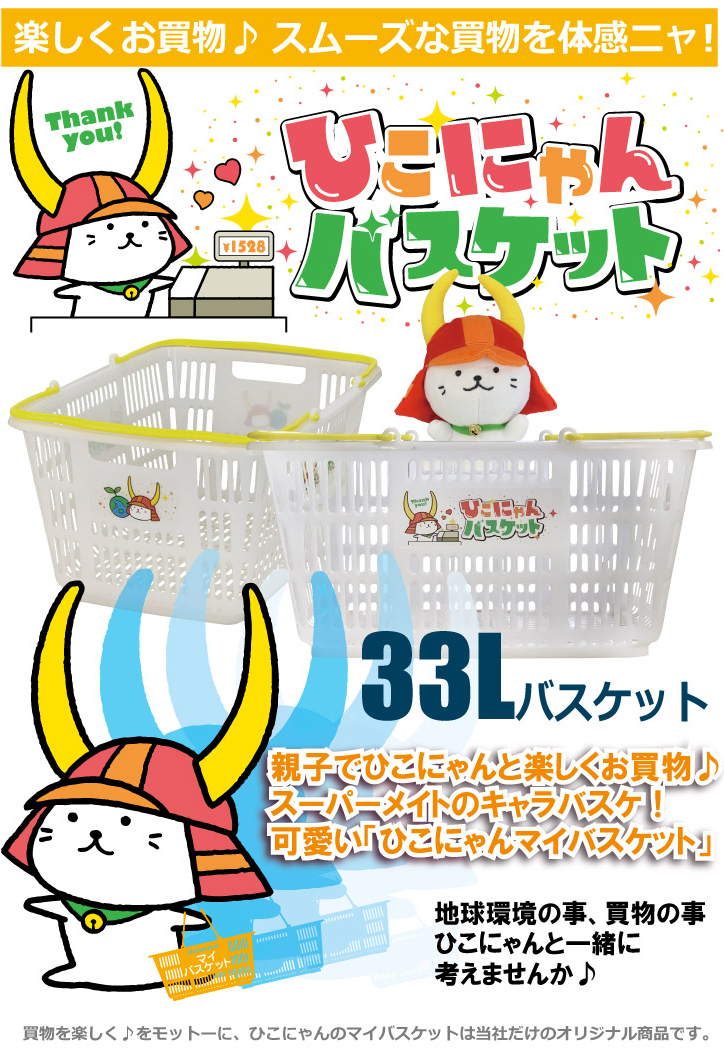 楽しくお買物♪ スムーズな買物を体感ニャ!
Thank
you!
¥1528
ひこにゃん
バスケット
Thank
you!
ひこにゃん
バスケット
33Lバスケット
親子でひこにゃんと楽しくお買物♪
スーパーメイトのキャラバスケ!
可愛い「ひこにゃんマイバスケット」
マイ
バスケット
地球環境の事、買物の事
ひこにゃんと一緒に
考えませんか♪
買物を楽しく♪をモットーに、ひこにゃんのマイバスケットは当社だけのオリジナル商品です。